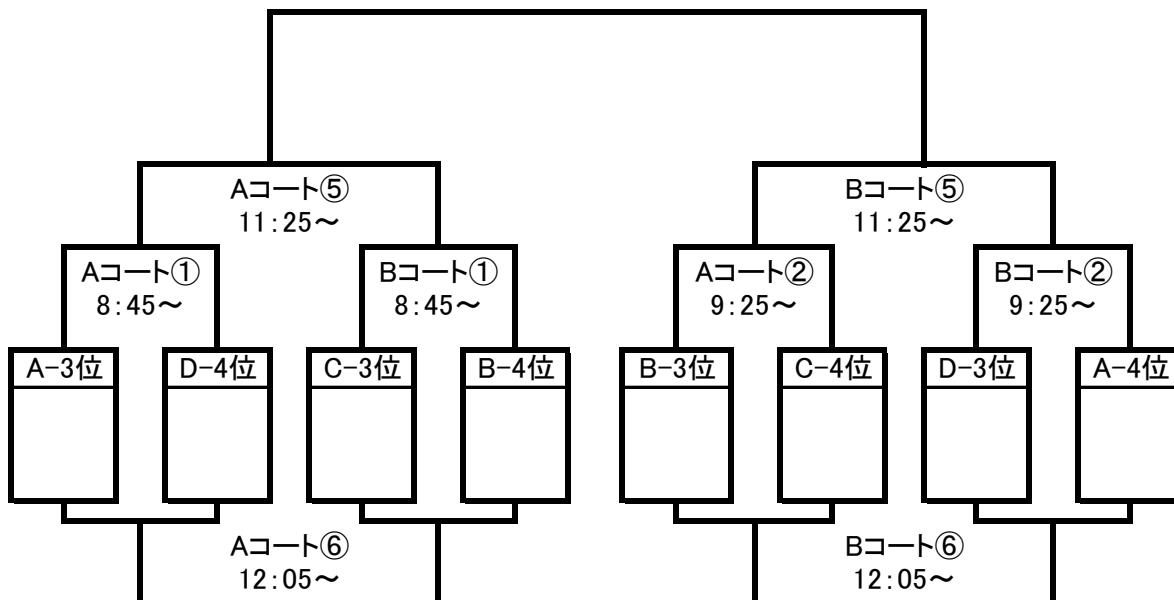 Aコート⑤
11:25～
Bコート⑤
11:25～
Aコート①
8:45～
Bコート①
8:45～
Aコート②
9:25～
Bコート②
9:25～
A-3位
D-4位
C-3位
B-4位
B-3位
C-4位
D-3位
A-4位
Aコート⑥
12:05～
Bコート⑥
12:05～